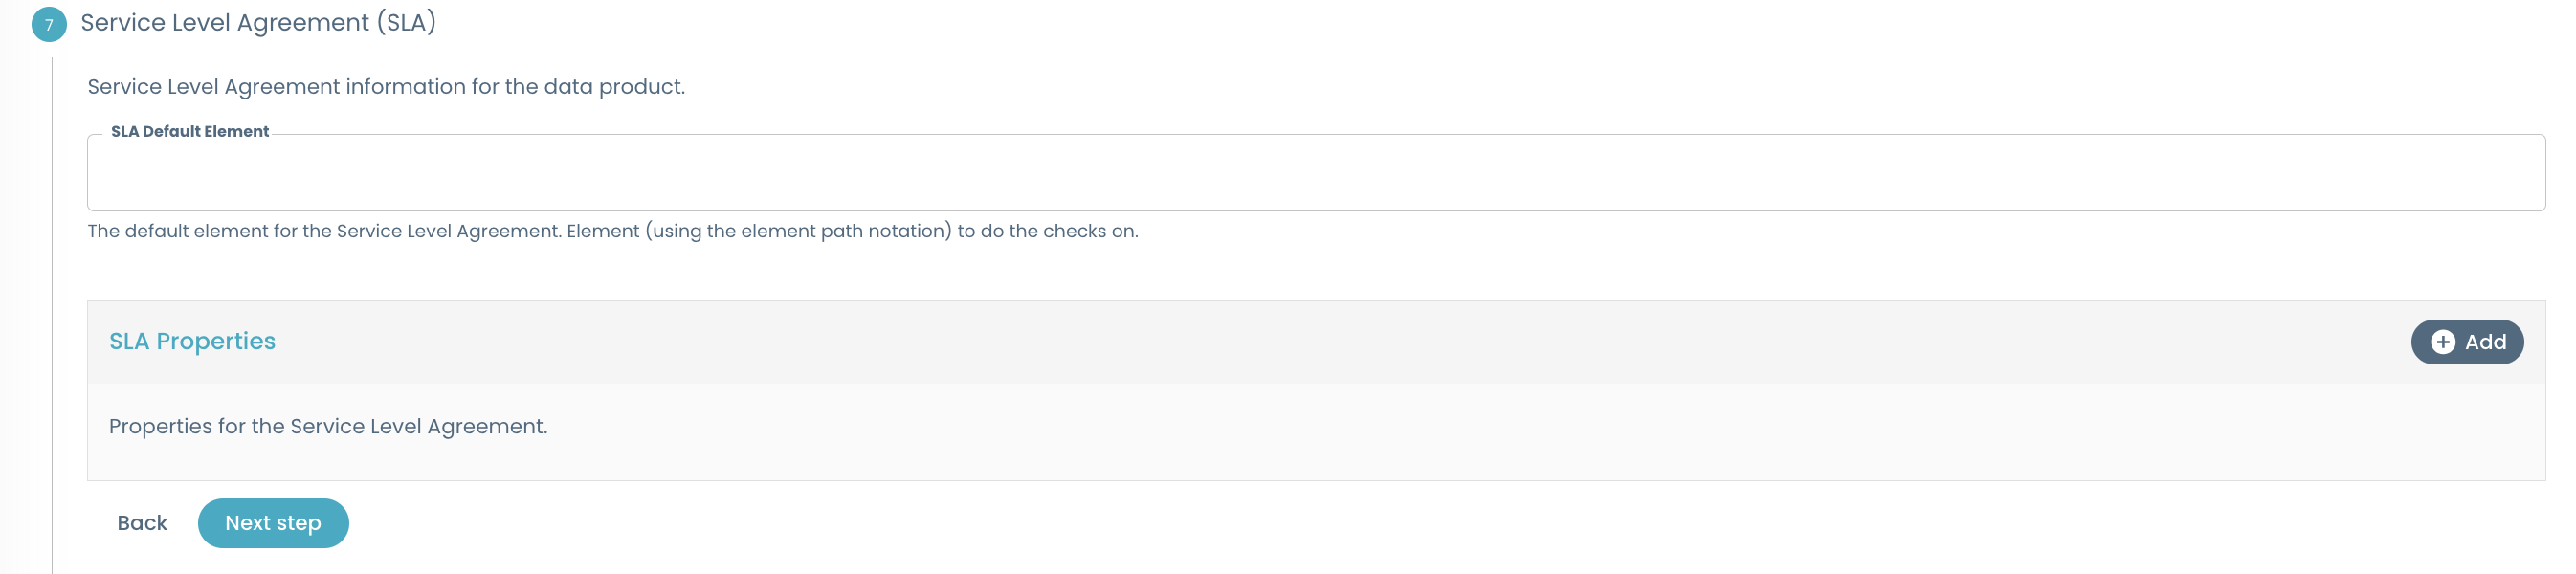 7 Service Level Agreement (SLA)
Service Level Agreement information for the data product.
SLA Default Element
The default element for the Service Level Agreement. Element (using the element path notation) to do the checks on.
SLA Properties
Add
Properties for the Service Level Agreement.
Back Next step